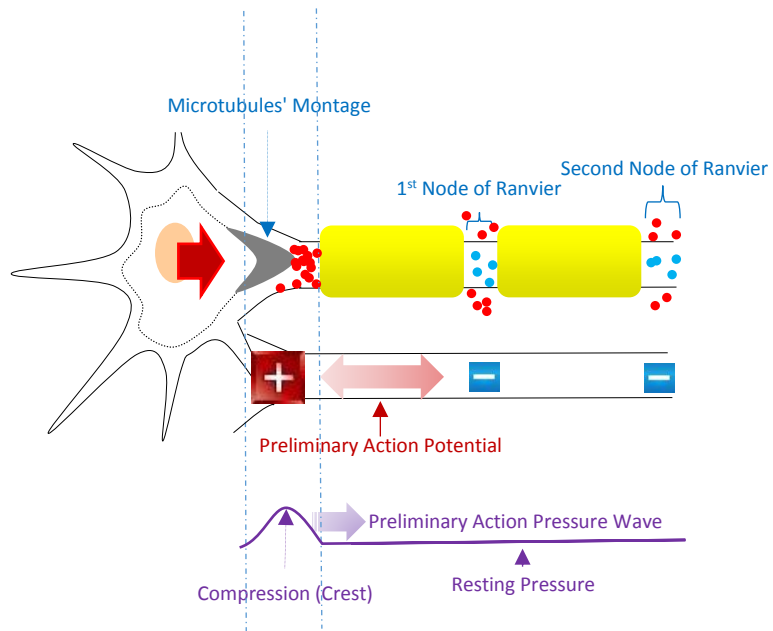 Microtubules' Montage
Second Node of Ranvier
1st Node of Ranvier
+
−
−
Preliminary Action Potential
Preliminary Action Pressure Wave
Compression (Crest)
Resting Pressure